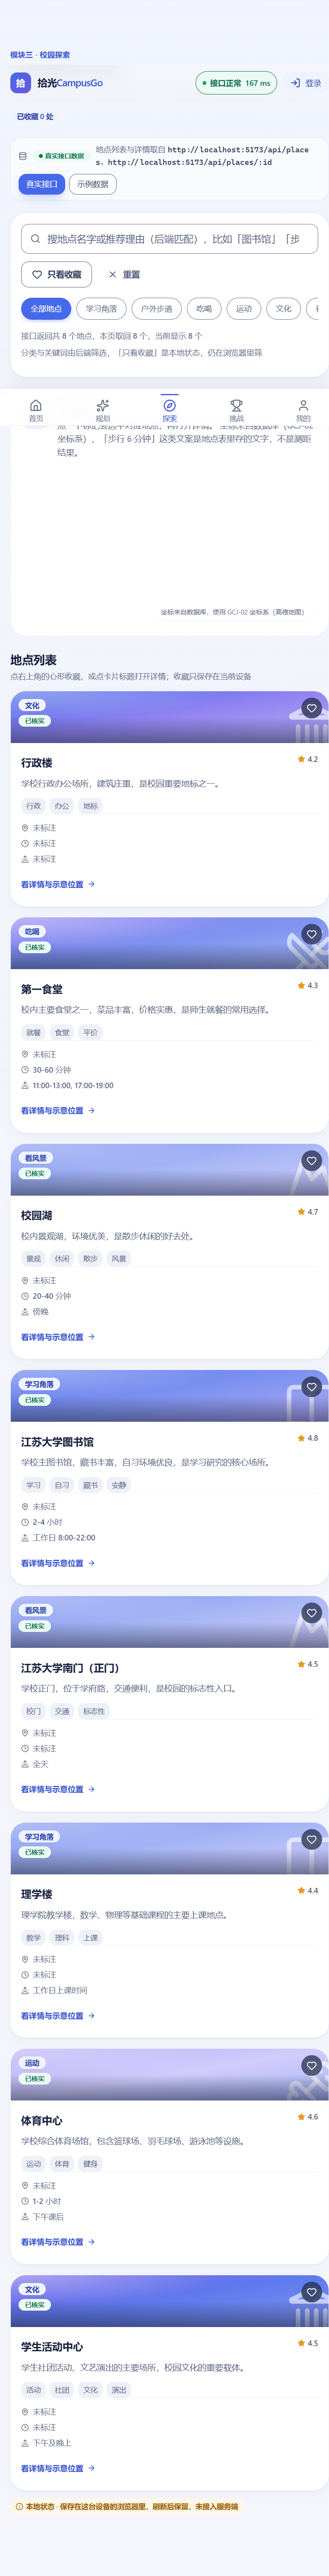 模块三 · 校园探索
拾 拾光CampusGo
接口正常 167 ms
登录
已收藏 0 处
真实接口数据
地点列表与详情取自 http://localhost:5173/api/place
s、http://localhost:5173/api/places/:id
真实接口 示例数据
搜地点名字或推荐理由（后端匹配），比如「图书馆」「步
只看收藏 重置
全部地点 学习角落 户外步道 吃喝 运动 文化
接口返回共 8 个地点，本页取回 8 个，当前显示 8 个
分类与关键词由后端筛选，「只看收藏」是本地状态，仍在浏览器里筛
首页 规划 探索 挑战 我的
坐标系），「步行 6 分钟」这类文案是地点表里存的文字，不是测距
结果。
坐标来自数据库，使用 GCJ-02 坐标系（高德地图）
地点列表
点右上角的心形收藏，或点卡片标题打开详情；收藏只保存在当前设备
文化
已核实
行政楼
4.2
学校行政办公场所，建筑庄重，是校园重要地标之一。
行政 办公 地标
未标注
未标注
未标注
看详情与示意位置
吃喝
已核实
第一食堂
4.3
校内主要食堂之一，菜品丰富，价格实惠，是师生就餐的常用选择。
就餐 食堂 平价
未标注
30-60 分钟
11:00-13:00, 17:00-19:00
看详情与示意位置
看风景
已核实
校园湖
4.7
校内景观湖，环境优美，是散步休闲的好去处。
景观 休闲 散步 风景
未标注
20-40 分钟
傍晚
看详情与示意位置
学习角落
已核实
江苏大学图书馆
4.8
学校主图书馆，藏书丰富，自习环境优良，是学习研究的核心场所。
学习 自习 藏书 安静
未标注
2-4 小时
工作日 8:00-22:00
看详情与示意位置
看风景
已核实
江苏大学南门（正门）
4.5
学校正门，位于学府路，交通便利，是校园的标志性入口。
校门 交通 标志性
未标注
未标注
全天
看详情与示意位置
学习角落
已核实
理学楼
4.4
理学院教学楼，数学、物理等基础课程的主要上课地点。
教学 理科 上课
未标注
未标注
工作日上课时间
看详情与示意位置
运动
已核实
体育中心
4.6
学校综合体育场馆，包含篮球场、羽毛球场、游泳池等设施。
运动 体育 健身
未标注
1-2 小时
下午课后
看详情与示意位置
文化
已核实
学生活动中心
4.5
学生社团活动、文艺演出的主要场所，校园文化的重要载体。
活动 社团 文化 演出
未标注
未标注
下午及晚上
看详情与示意位置
本地状态 · 保存在这台设备的浏览器里，刷新后保留，未接入服务端